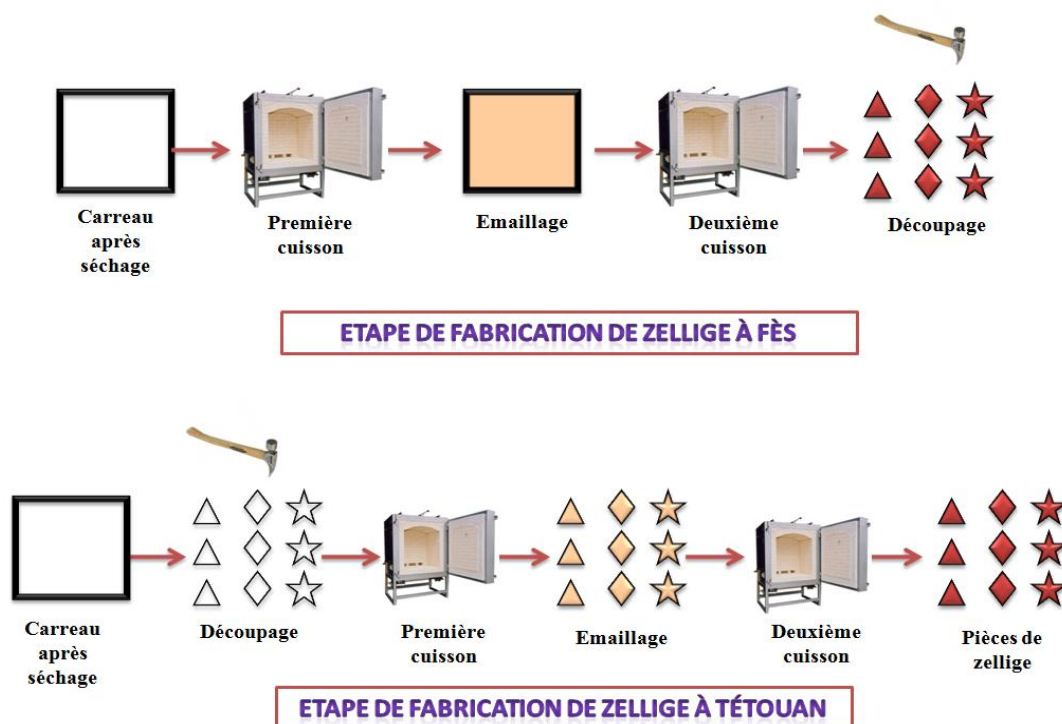 Carreau
après
séchage
Première
cuisson
Emaillage
Deuxième
cuisson
Découpage
ETAPE DE FABRICATION DE ZELLIGE À FÈS
Carreau
après
séchage
Découpage
Première
cuisson
Emaillage
Deuxième
cuisson
Pièces de
zellige
ETAPE DE FABRICATION DE ZELLIGE À TÉTOUAN